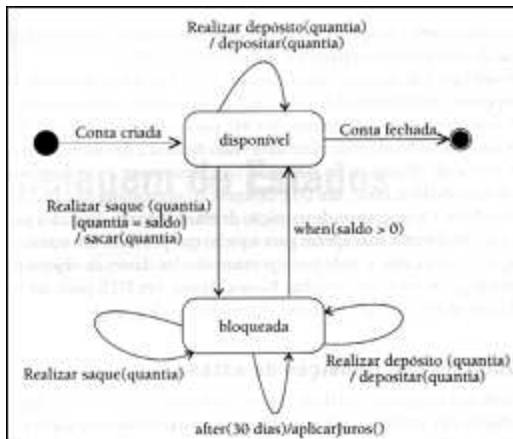 Realizar depósito(quantia)
/ depositar(quantia)
Conta criada
disponível
Conta fechada
Realizar saque (quantia)
[quantia = saldo]
/ sacar(quantia)
when(saldo > 0)
bloqueada
Realizar saque(quantia)
Realizar depósito (quantia)
/ depositar(quantia)
after(30 dias)/aplicarJuros()